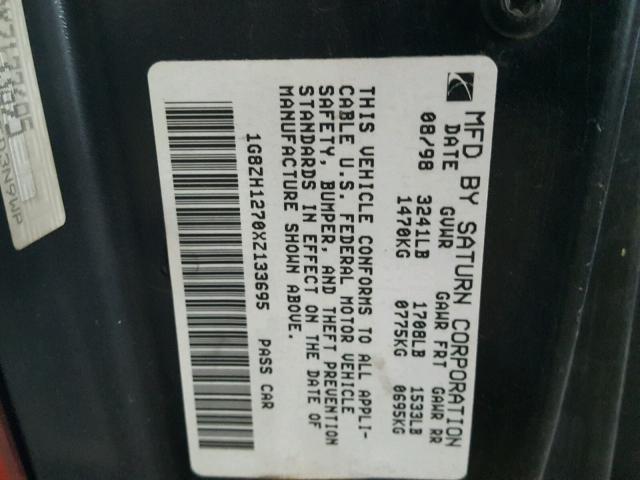 MFD BY SATURN CORPORATION
DATE GVWR GAWR FRT GAWR RR
08/98 3241LB 1708LB 1533LB
1470KG 0775KG 0695KG
THIS VEHICLE CONFORMS TO ALL APPLI-
CABLE U.S. FEDERAL MOTOR VEHICLE
SAFETY, BUMPER, AND THEFT PREVENTION
STANDARDS IN EFFECT ON THE DATE OF
MANUFACTURE SHOWN ABOVE.
1G8ZH1270XZ133695 PASS CAR